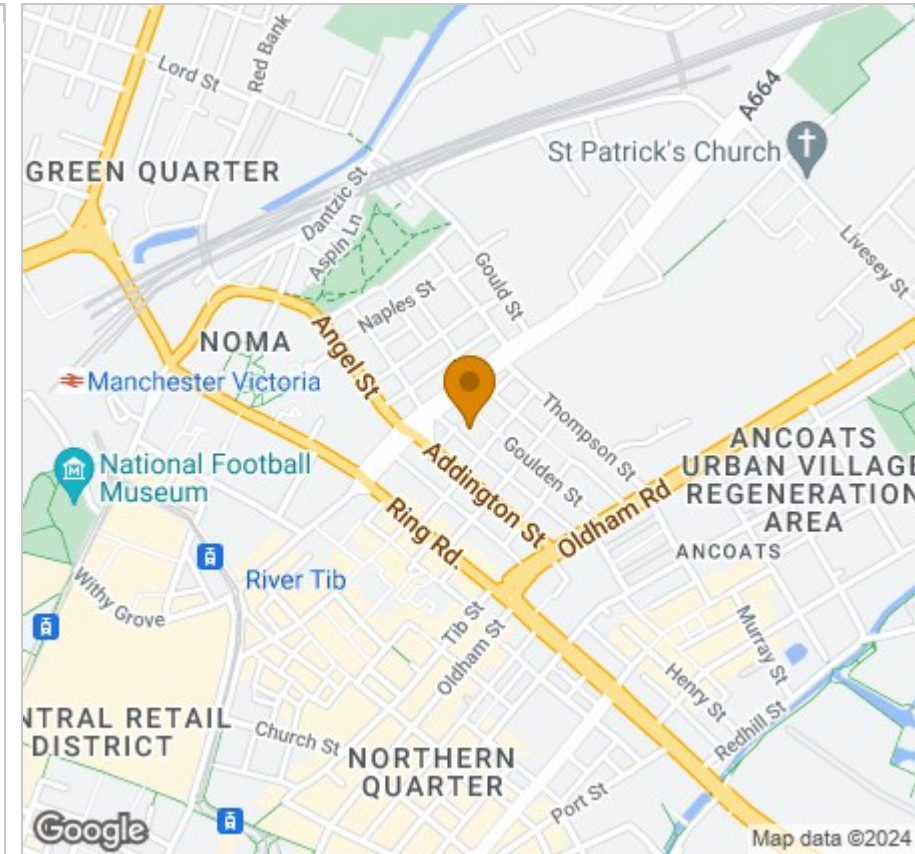 Lord St
Red Bank
A664
St Patrick's Church
GREEN QUARTER
Dantzic St
Aspin Ln
Livesey St
Gould St
Naples St
NOMA
Angel St
Manchester Victoria
Thompson St
ANCOATS
URBAN VILLAGE
REGENERATION
AREA
National Football
Museum
M
Goulden St
Addington St
Oldham Rd
Ring Rd.
ANCOATS
River Tib
Withy Grove
Tib St
Oldham St
Murray St
Henry St
Redhill St
NTRAL RETAIL
DISTRICT
Church St
NORTHERN
QUARTER
Port St
Google
Map data ©2024